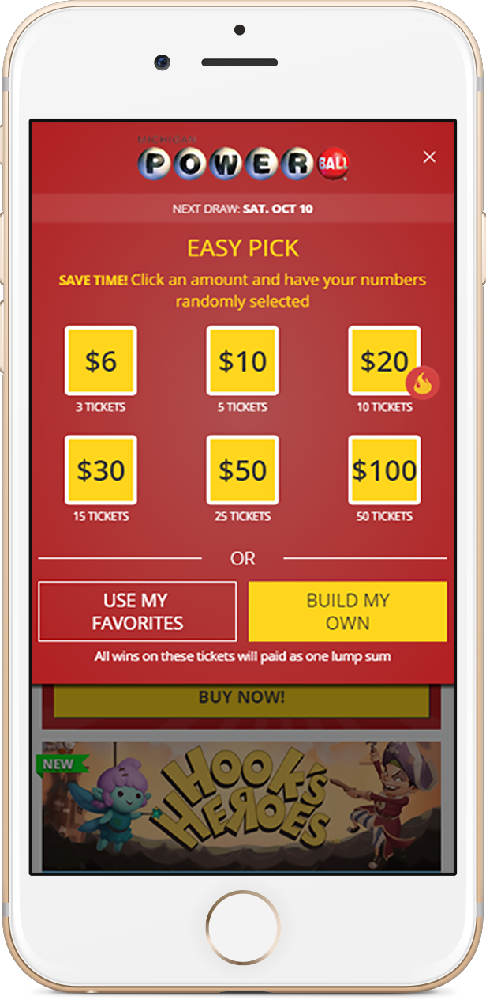 MICHIGAN
POWER BALL
NEXT DRAW: SAT. OCT 10
EASY PICK
SAVE TIME! Click an amount and have your numbers
randomly selected
$6 $10 $20
3 TICKETS 5 TICKETS 10 TICKETS
$30 $50 $100
15 TICKETS 25 TICKETS 50 TICKETS
OR
USE MY
FAVORITES
BUILD MY
OWN
All wins on these tickets will paid as one lump sum
BUY NOW!
NEW
HOOK'S
HEROES